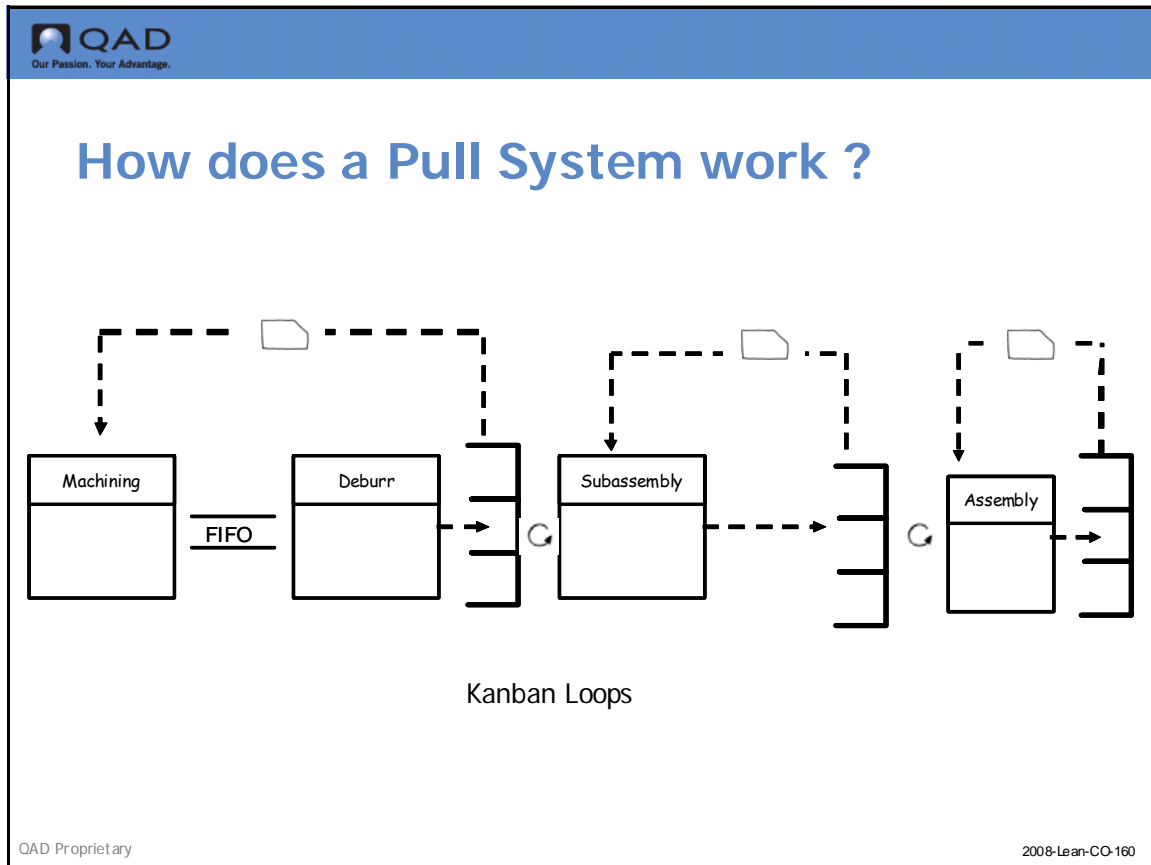 QAD
Our Passion. Your Advantage.
How does a Pull System work ?
Machining
FIFO
Deburr
Subassembly
Assembly
Kanban Loops
QAD Proprietary
2008-Lean-CO-160